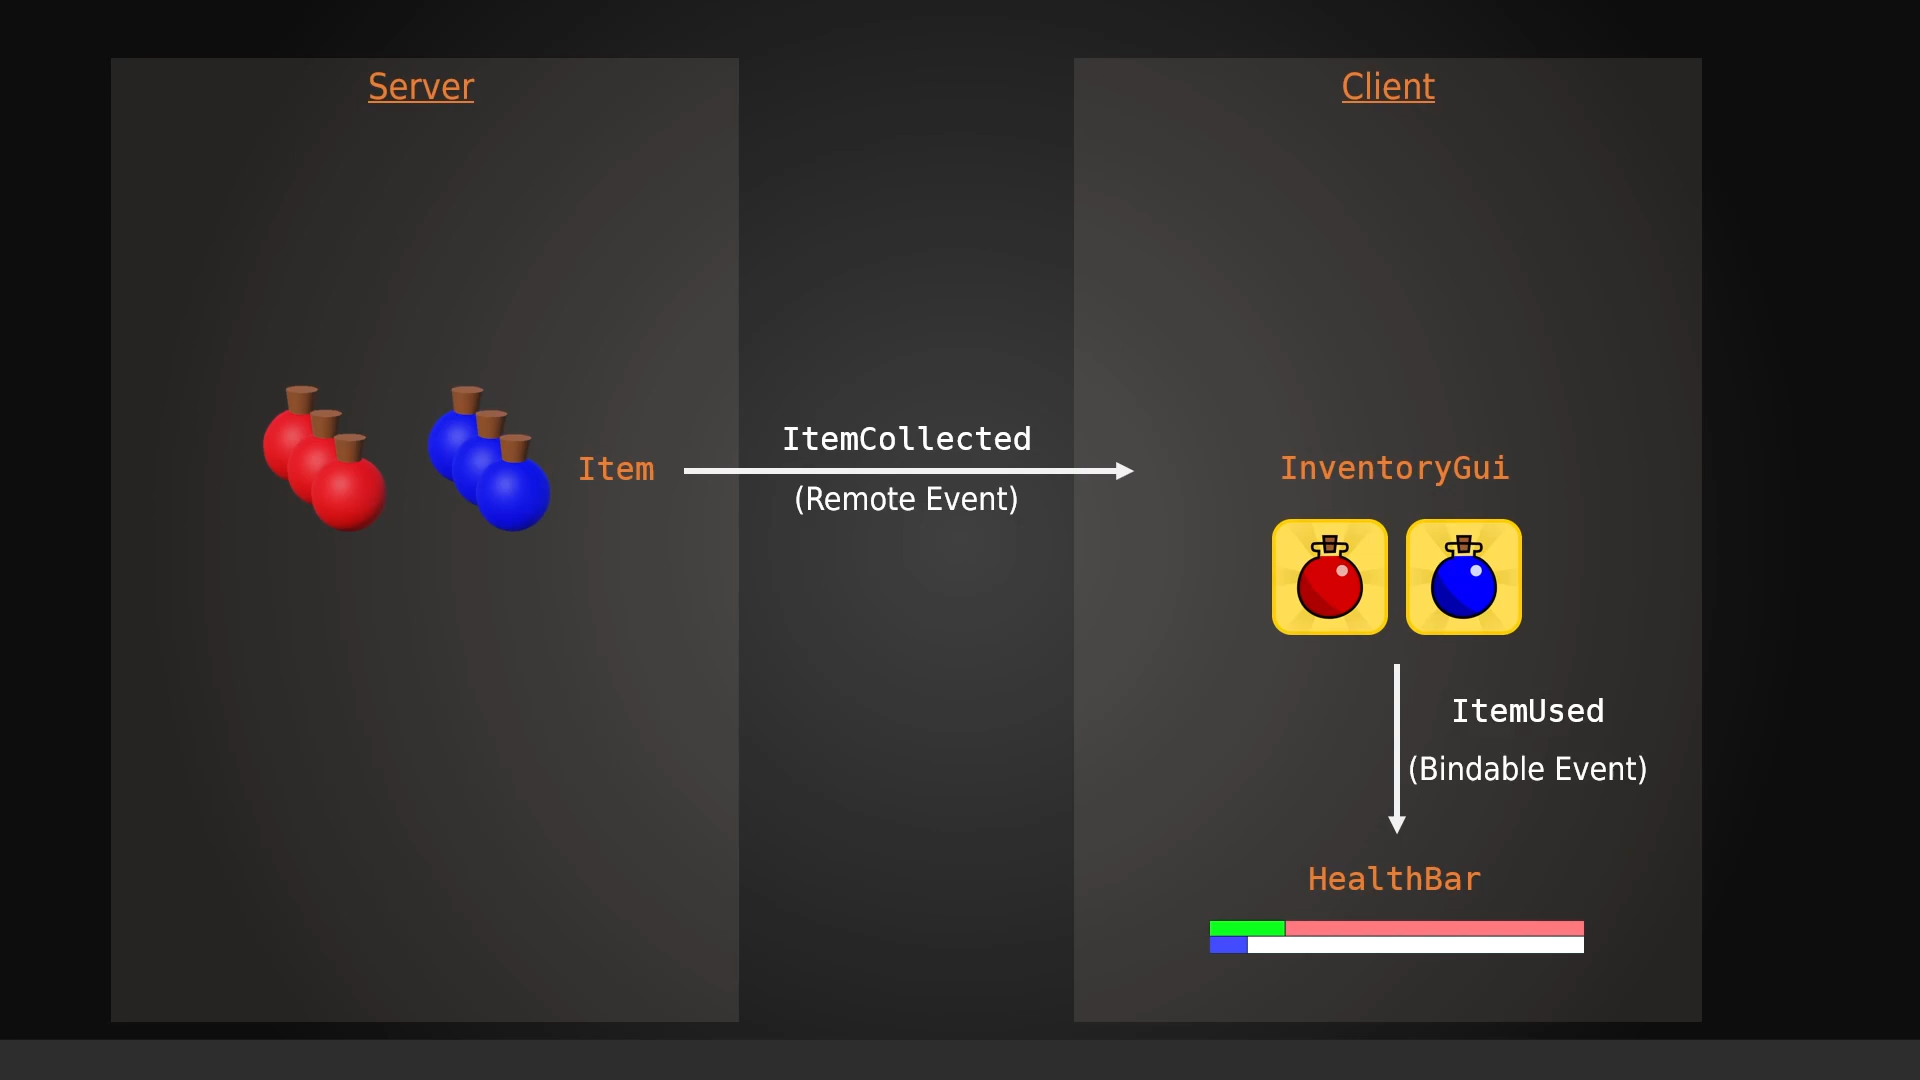 Server
Client
Item
ItemCollected
(Remote Event)
InventoryGui
ItemUsed
(Bindable Event)
HealthBar